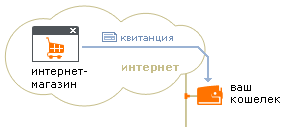 квитанция
интернет
интернет-
магазин
ваш
кошелек